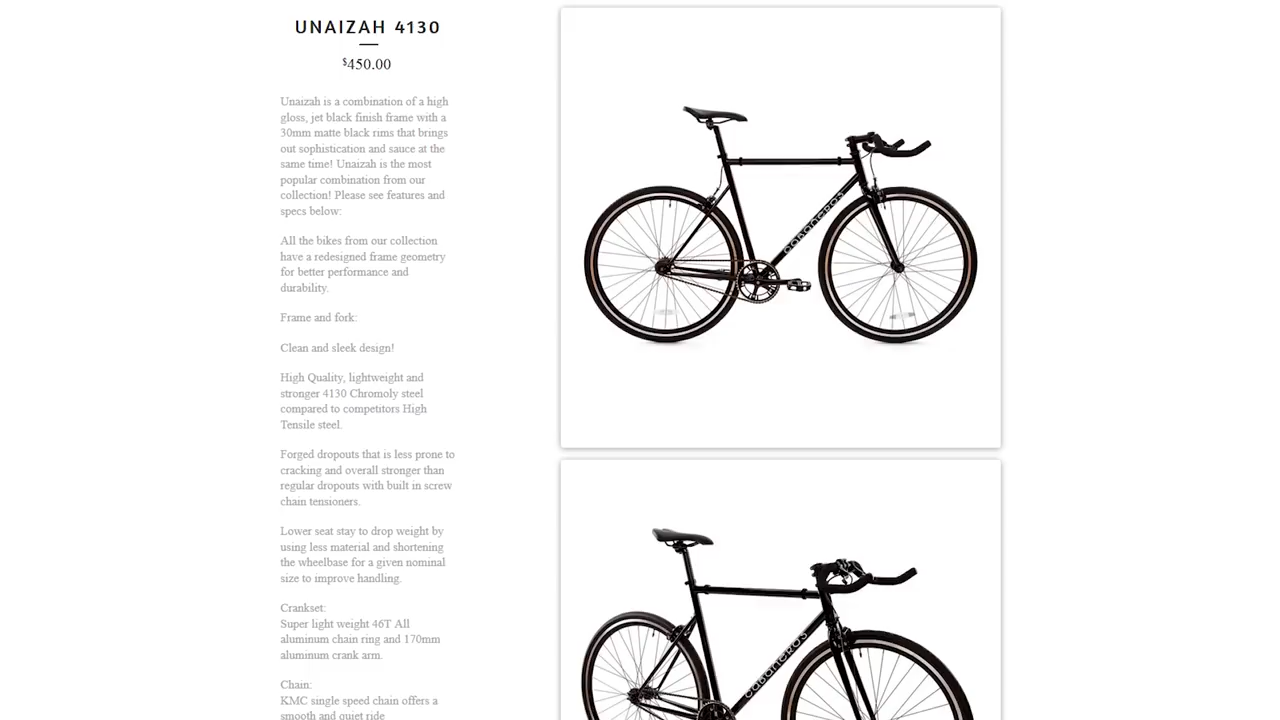 UNAIZAH 4130
$450.00
Unaizah is a combination of a high
gloss, jet black finish frame with a
30mm matte black rims that brings
out sophistication and sauce at the
same time! Unaizah is the most
popular combination from our
collection! Please see features and
specs below:
All the bikes from our collection
have a redesigned frame geometry
for better performance and
durability.
Frame and fork:
Clean and sleek design!
High Quality, lightweight and
stronger 4130 Chromoly steel
compared to competitors High
Tensile steel.
Forged dropouts that is less prone to
cracking and overall stronger than
regular dropouts with built in screw
chain tensioners.
Lower seat stay to drop weight by
using less material and shortening
the wheelbase for a given nominal
size to improve handling.
Crankset:
Super light weight 46T All
aluminum chain ring and 170mm
aluminum crank arm.
Chain:
KMC single speed chain offers a
smooth and quiet ride
CABONEROS
CABONEROS